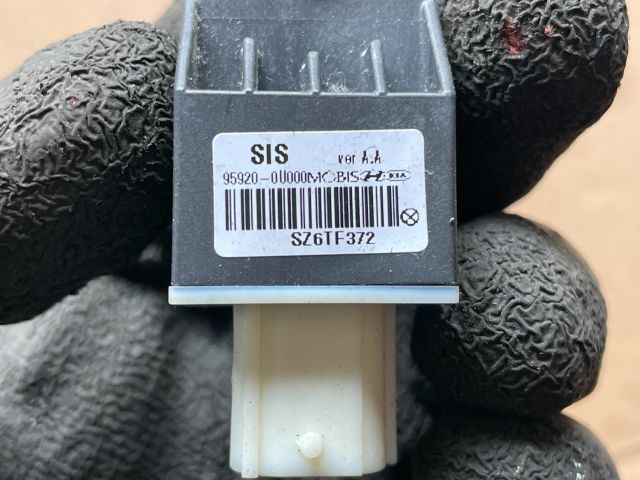 SIS ver A.A
95920-0U000 MOBIS KIA
SZ6TF372